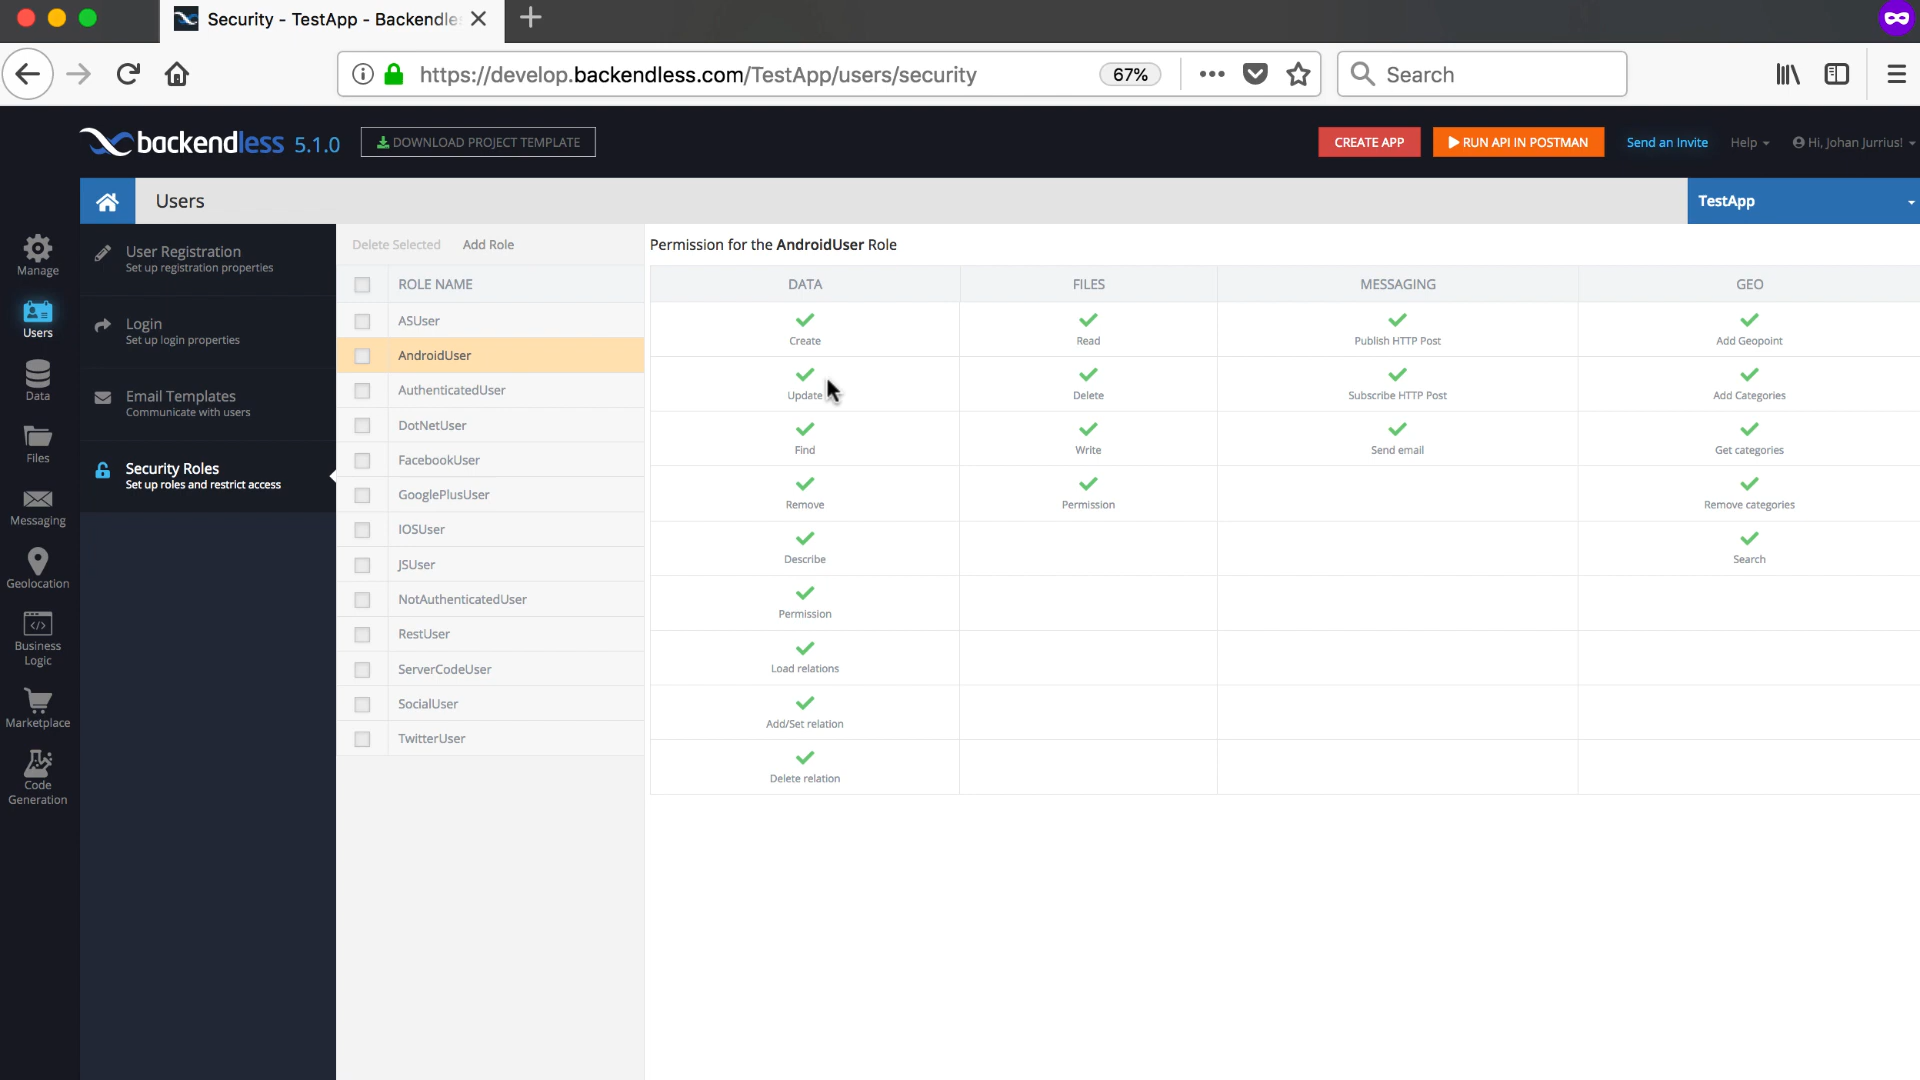 Security - TestApp - Backendles
https://develop.backendless.com/TestApp/users/security
67%
Search
backendless 5.1.0
DOWNLOAD PROJECT TEMPLATE
CREATE APP
RUN API IN POSTMAN
Send an Invite
Help
Hi, Johan Jurrius!
Users
TestApp
Manage
Users
Data
Files
Messaging
Geolocation
Business
Logic
Marketplace
Code
Generation
User Registration
Set up registration properties
Login
Set up login properties
Email Templates
Communicate with users
Security Roles
Set up roles and restrict access
Delete Selected
Add Role
ROLE NAME
ASUser
AndroidUser
AuthenticatedUser
DotNetUser
FacebookUser
GooglePlusUser
IOSUser
JSUser
NotAuthenticatedUser
RestUser
ServerCodeUser
SocialUser
TwitterUser
Permission for the AndroidUser Role
DATA
FILES
MESSAGING
GEO
Create
Read
Publish HTTP Post
Add Geopoint
Update
Delete
Subscribe HTTP Post
Add Categories
Find
Write
Send email
Get categories
Remove
Permission
Remove categories
Describe
Search
Permission
Load relations
Add/Set relation
Delete relation